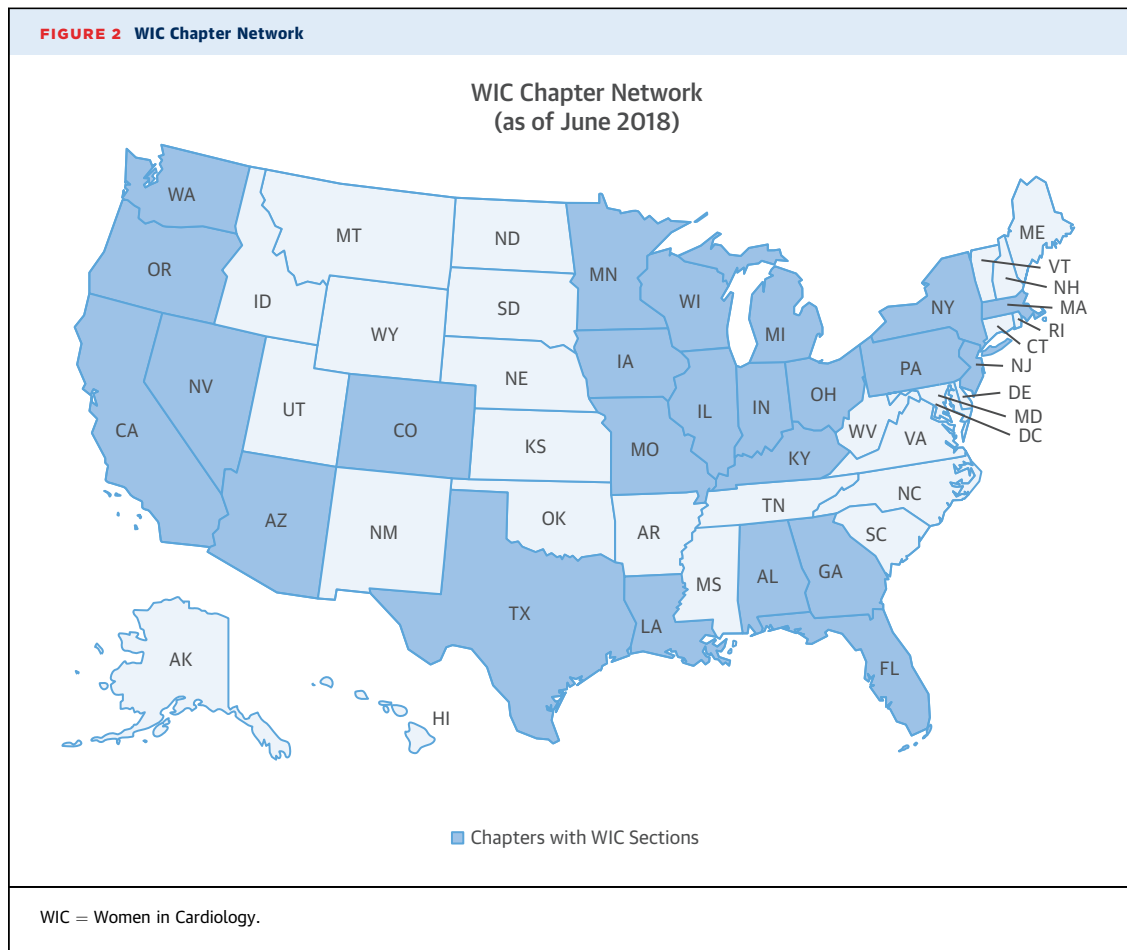 FIGURE 2 WIC Chapter Network
WIC Chapter Network
(as of June 2018)
WA
MT
ND
MN
ME
VT
NH
MA
RI
CT
NJ
DE
MD
DC
OR
ID
SD
WI
MI
NY
WY
IA
PA
NV
UT
NE
IL
IN
OH
CA
CO
KS
MO
KY
WV
VA
AZ
NM
OK
AR
TN
NC
SC
MS
AL
GA
TX
LA
FL
AK
HI
Chapters with WIC Sections
WIC = Women in Cardiology.